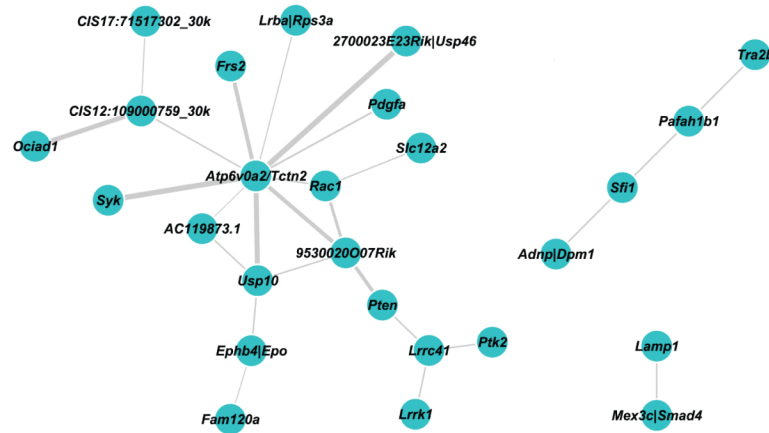 CIS17:71517302_30k
Lrba|Rps3a
2700023E23Rik|Usp46
Tra2b
Frs2
Pdgfa
CIS12:109000759_30k
Pafah1b1
Ociad1
Slc12a2
Atp6v0a2/Tctn2
Rac1
Sfi1
Syk
AC119873.1
9530020O07Rik
Adnp|Dpm1
Usp10
Pten
Ephb4|Epo
Lrrc41
Ptk2
Lamp1
Fam120a
Lrrk1
Mex3c|Smad4